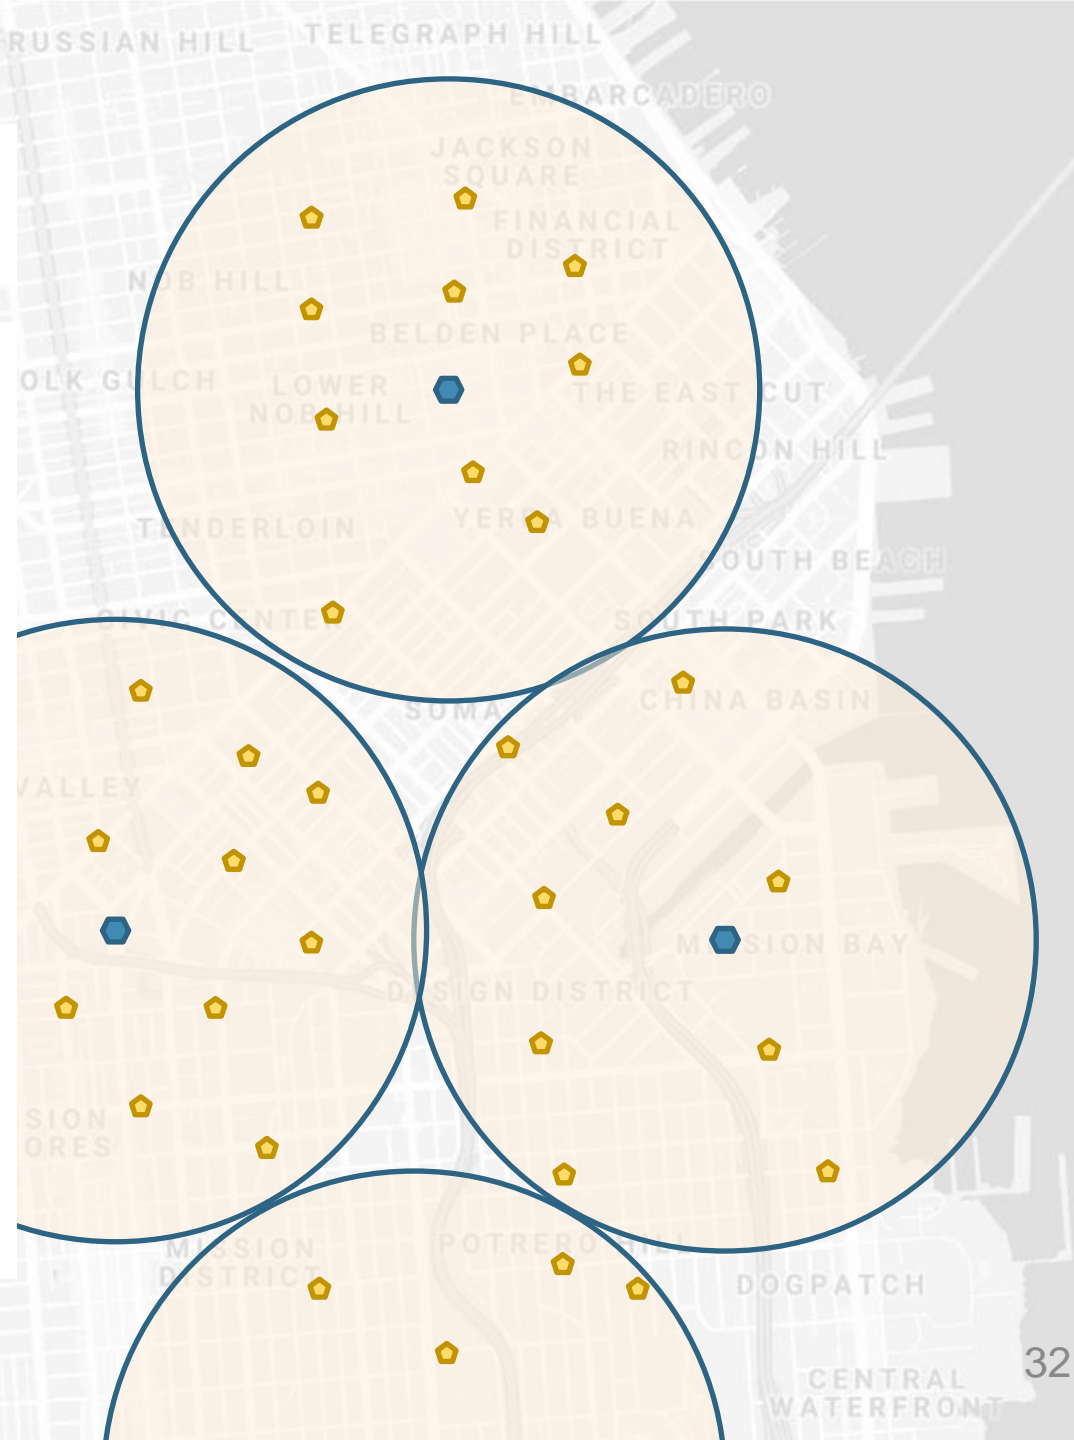 RUSSIAN HILL
TELEGRAPH HILL
EMBARCADERO
JACKSON
SQUARE
FINANCIAL
DISTRICT
NOB HILL
BELDEN PLACE
OLK GULCH
LOWER
NOB HILL
THE EAST CUT
RINCON HILL
TENDERLOIN
YERBA BUENA
SOUTH BEACH
CIVIC CENTER
SOUTH PARK
CHINA BASIN
SOMA
VALLEY
MISSION BAY
DESIGN DISTRICT
SSION
ORES
MISSION
DISTRICT
POTRERO HILL
DOGPATCH
32
CENTRAL
WATERFRONT